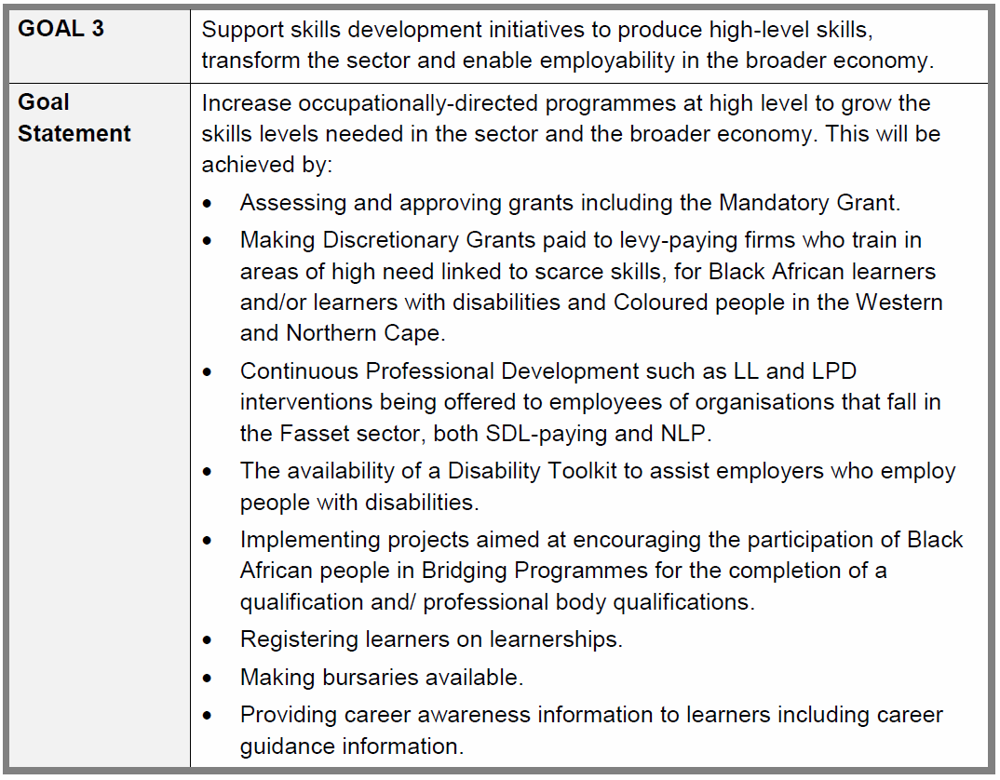 GOAL 3
Support skills development initiatives to produce high-level skills,
transform the sector and enable employability in the broader economy.
Goal
Statement
Increase occupationally-directed programmes at high level to grow the
skills levels needed in the sector and the broader economy. This will be
achieved by:
• Assessing and approving grants including the Mandatory Grant.
• Making Discretionary Grants paid to levy-paying firms who train in
areas of high need linked to scarce skills, for Black African learners
and/or learners with disabilities and Coloured people in the Western
and Northern Cape.
• Continuous Professional Development such as LL and LPD
interventions being offered to employees of organisations that fall in
the Fasset sector, both SDL-paying and NLP.
• The availability of a Disability Toolkit to assist employers who employ
people with disabilities.
• Implementing projects aimed at encouraging the participation of Black
African people in Bridging Programmes for the completion of a
qualification and/ professional body qualifications.
• Registering learners on learnerships.
• Making bursaries available.
• Providing career awareness information to learners including career
guidance information.